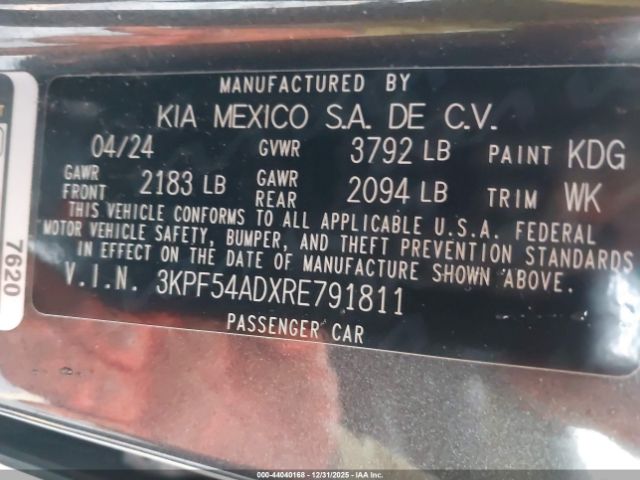 MANUFACTURED BY
KIA MEXICO S.A. DE C.V.
04/24 GVWR 3792 LB PAINT KDG
GAWR FRONT 2183 LB GAWR REAR 2094 LB TRIM WK
THIS VEHICLE CONFORMS TO ALL APPLICABLE U.S.A. FEDERAL
MOTOR VEHICLE SAFETY, BUMPER, AND THEFT PREVENTION STANDARDS
IN EFFECT ON THE DATE OF MANUFACTURE SHOWN ABOVE.
V.I.N. 3KPF54ADXRE791811
PASSENGER CAR
7620
000-44040168 - 12/31/2025 - IAAI.com